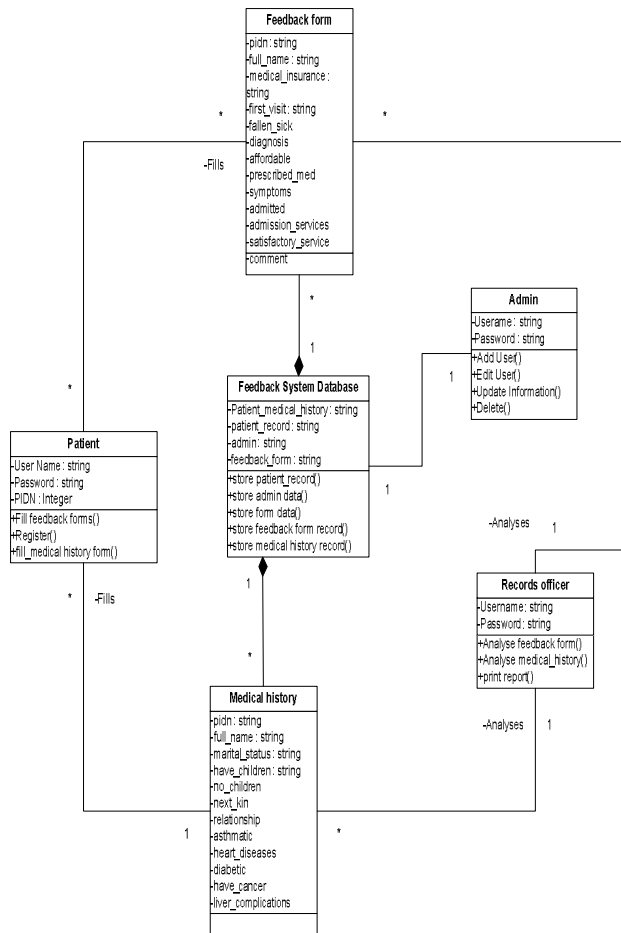 Feedback form
-pidn : string
-full_name : string
-medical_insurance :
string
-first_visit : string
-fallen_sick
-diagnosis
-affordable
-prescribed_med
-symptoms
-admitted
-admission_services
-satisfactory_service
-comment
*
*
-Fills
*
1
Admin
-Username : string
-Password : string
+Add User()
+Edit User()
+Update Information()
+Delete()
1
1
Feedback System Database
-Patient_medical_history : string
-patient_record : string
-admin : string
-feedback_form : string
+store patient_record()
+store admin data()
+store form data()
+store feedback form record()
+store medical history record()
*
Patient
-User Name : string
-Password : string
-PIDN : Integer
+Fill feedback forms()
+Register()
+fill_medical history form()
*
-Fills
1
*
-Analyses
1
Records officer
-Username : string
-Password : string
+Analyse feedback form()
+Analyse medical_history()
+print report()
-Analyses
1
Medical history
-pidn : string
-full_name : string
-marital_status : string
-have_children : string
-no_children
-next_kin
-relationship
-asthmatic
-heart_diseases
-diabetic
-have_cancer
-liver_complications
1
*